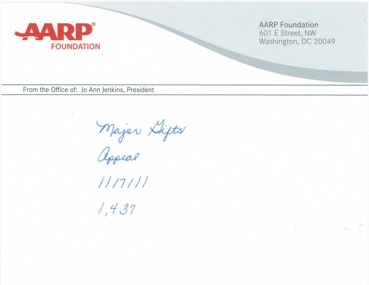 AARP®
FOUNDATION
AARP Foundation
601 E Street, NW
Washington, DC 20049
From the Office of: Jo Ann Jenkins, President
Major Gifts
Appeal
11/7/11
1,437